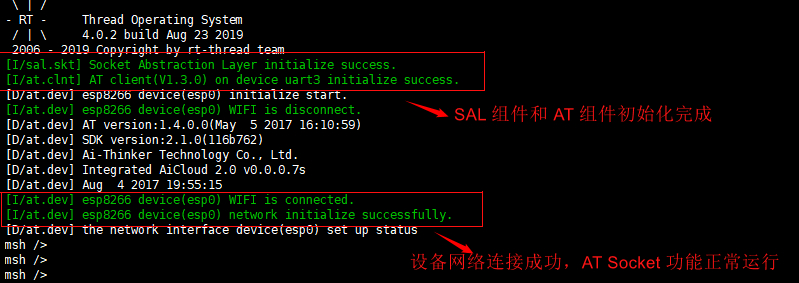 \ | /
- RT -     Thread Operating System
/ | \     4.0.2 build Aug 23 2019
2006 - 2019 Copyright by rt-thread team
[I/sal.skt] Socket Abstraction Layer initialize success.
[I/at.clnt] AT client(V1.3.0) on device uart3 initialize success.
[D/at.dev] esp8266 device(esp0) initialize start.
[I/at.dev] esp8266 device(esp0) WIFI is disconnect.
SAL 组件和 AT 组件初始化完成
[D/at.dev] AT version:1.4.0.0(May  5 2017 16:10:59)
[D/at.dev] SDK version:2.1.0(116b762)
[D/at.dev] Ai-Thinker Technology Co., Ltd.
[D/at.dev] Integrated AiCloud 2.0 v0.0.0.7s
[D/at.dev] Aug  4 2017 19:55:15
[I/at.dev] esp8266 device(esp0) WIFI is connected.
[I/at.dev] esp8266 device(esp0) network initialize successfully.
[D/at.dev] the network interface device(esp0) set up status
msh />
msh />
设备网络连接成功，AT Socket 功能正常运行
msh />